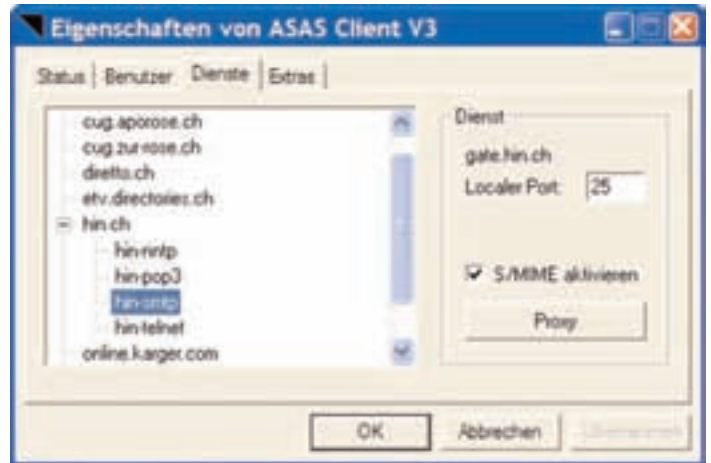 Eigenschaften von ASAS Client V3
Status Benutzer Dienste Extras
cug.aporose.ch
cug.zur-rose.ch
diretto.ch
etv.directories.ch
hin.ch
hin-nntp
hin-pop3
hin-smtp
hin-telnet
online.karger.com
Dienst
gate.hin.ch
Localer Port: 25
S/MIME aktivieren
Proxy
OK Abbrechen